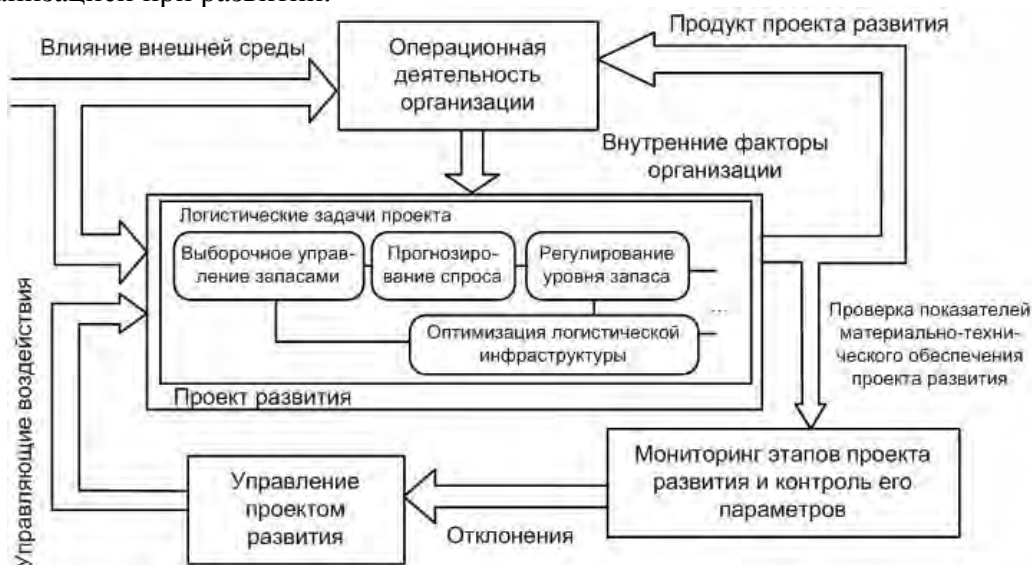 Влияние внешней среды
Операционная
деятельность
организации
Продукт проекта развития
Внутренние факторы
организации
Логистические задачи проекта
Выборочное управ-
ление запасами
Прогнозиро-
вание спроса
Регулирование
уровня запаса
...
Оптимизация логистической
инфраструктуры
Проект развития
Управляющие воздействия
Проверка показателей
материально-техни-
ческого обеспечения
проекта развития
Мониторинг этапов проекта
развития и контроль его
параметров
Управление
проектом
развития
Отклонения